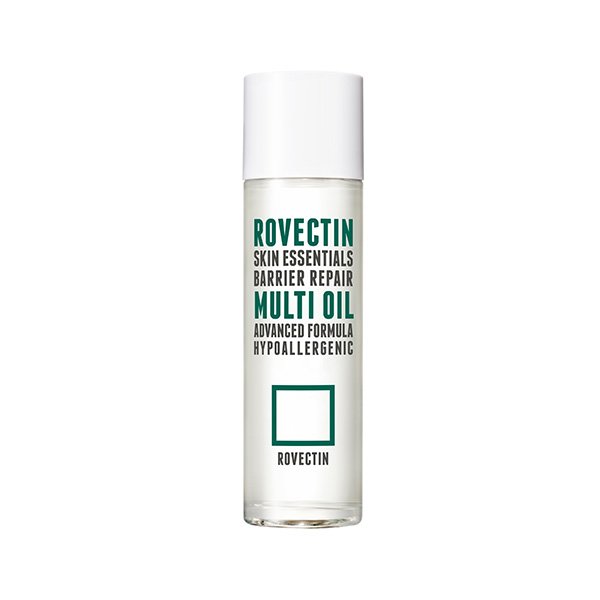 ROVECTIN
SKIN ESSENTIALS
BARRIER REPAIR
MULTI OIL
ADVANCED FORMULA
HYPOALLERGENIC
ROVECTIN